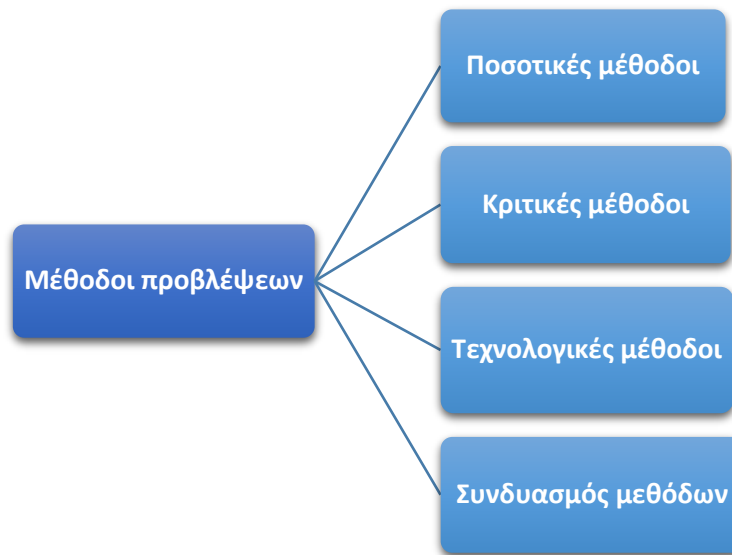 Ποσοτικές μέθοδοι
Κριτικές μέθοδοι
Μέθοδοι προβλέψεων
Τεχνολογικές μέθοδοι
Συνδυασμός μεθόδων